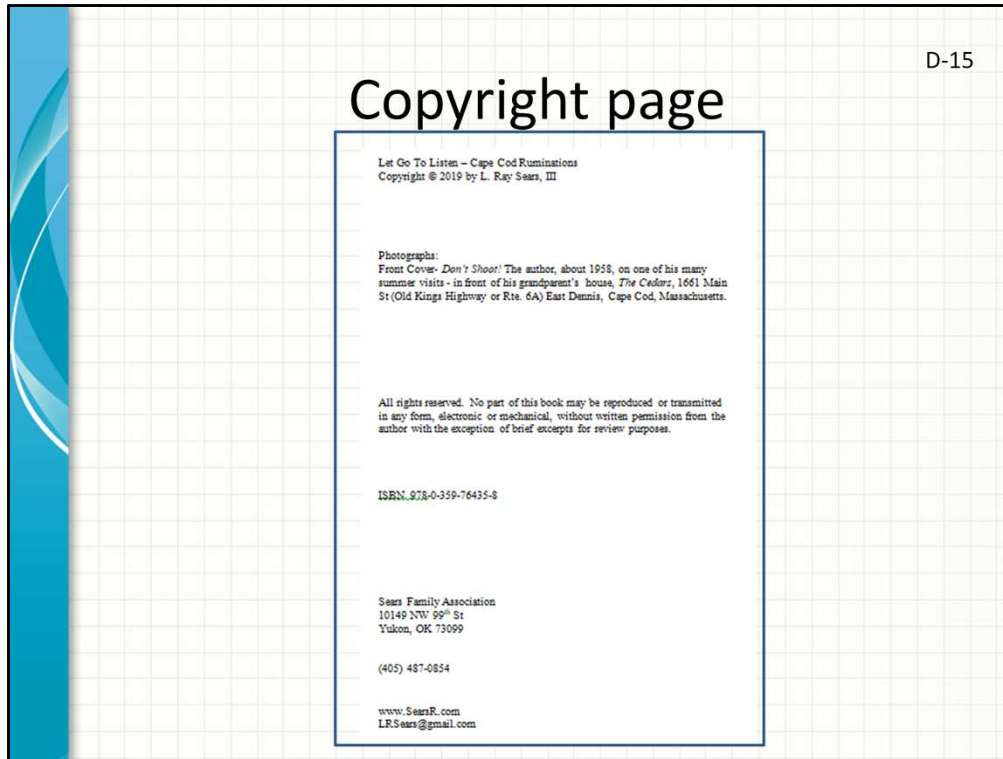 D-15
Copyright page
Let Go To Listen – Cape Cod Ruminations
Copyright © 2019 by L. Ray Sears, III
Photographs:
Front Cover- Don't Shoot! The author, about 1958, on one of his many
summer visits - in front of his grandparent's house, The Cedars, 1661 Main
St (Old Kings Highway or Rte. 6A) East Dennis, Cape Cod, Massachusetts.
All rights reserved. No part of this book may be reproduced or transmitted
in any form, electronic or mechanical, without written permission from the
author with the exception of brief excerpts for review purposes.
ISBN 978-0-359-76435-8
Sears Family Association
10149 NW 99th St
Yukon, OK 73099
(405) 487-0854
www.SearsR.com
LRSears@gmail.com